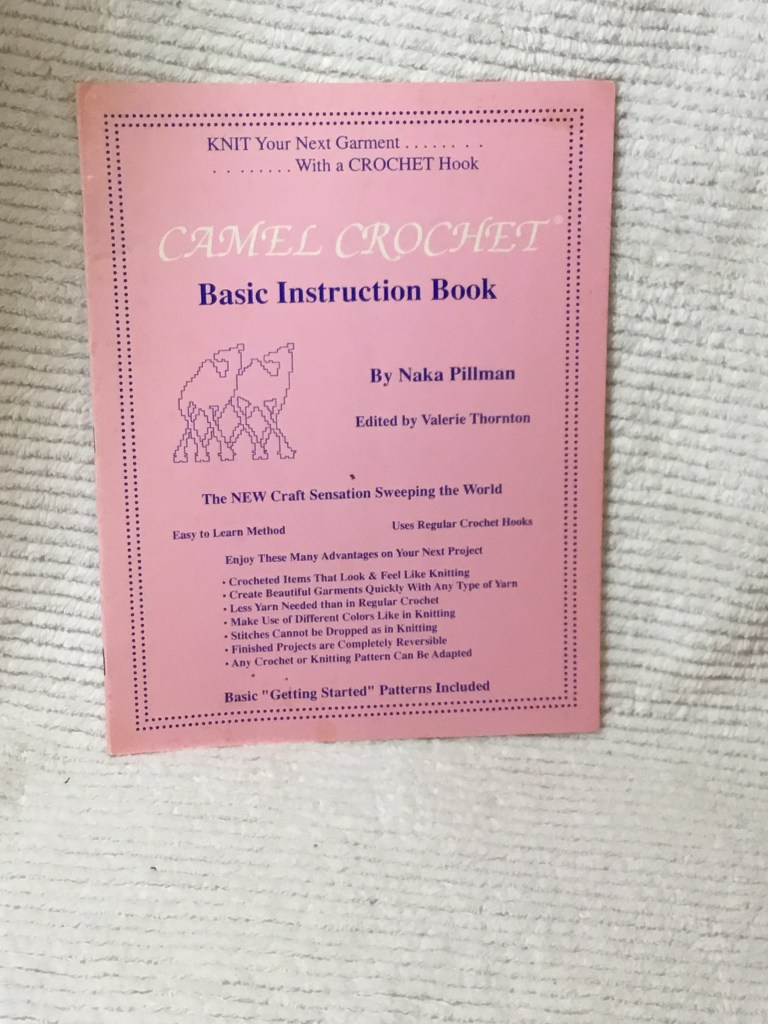 KNIT Your Next Garment . . . . . . . .
. . . . . . . . With a CROCHET Hook
CAMEL CROCHET®
Basic Instruction Book
By Naka Pillman
Edited by Valerie Thornton
The NEW Craft Sensation Sweeping the World
Easy to Learn Method
Uses Regular Crochet Hooks
Enjoy These Many Advantages on Your Next Project
• Crocheted Items That Look & Feel Like Knitting
• Create Beautiful Garments Quickly With Any Type of Yarn
• Less Yarn Needed than in Regular Crochet
• Make Use of Different Colors Like in Knitting
• Stitches Cannot be Dropped as in Knitting
• Finished Projects are Completely Reversible
• Any Crochet or Knitting Pattern Can Be Adapted
Basic "Getting Started" Patterns Included